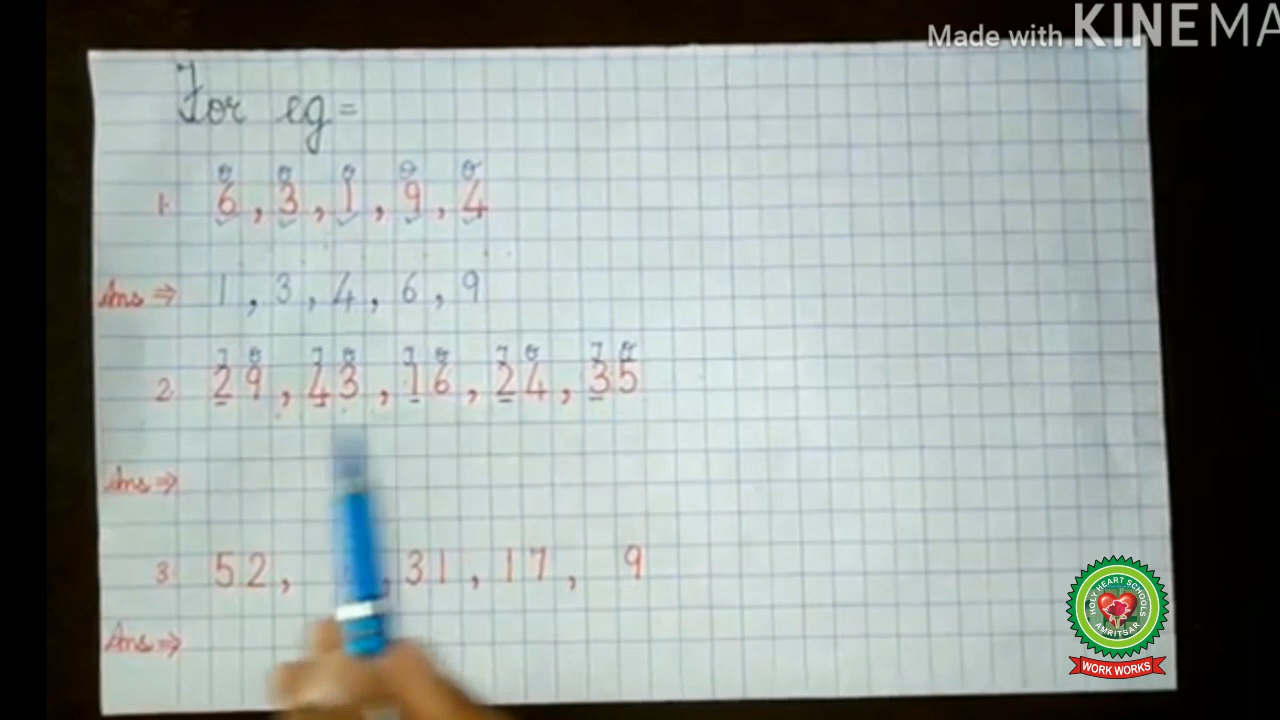 Made with KINEMA
For eg =
O O O O O
1. 6, 3, 1, 9, 4
Ans ⇒ 1, 3, 4, 6, 9
T O T O T O T O T O
2. 29, 43, 16, 24, 35
Ans ⇒
3. 52, , 31, 17, 9
Ans ⇒
HOLY HEART SCHOOLS
AMRITSAR
WORK WORKS